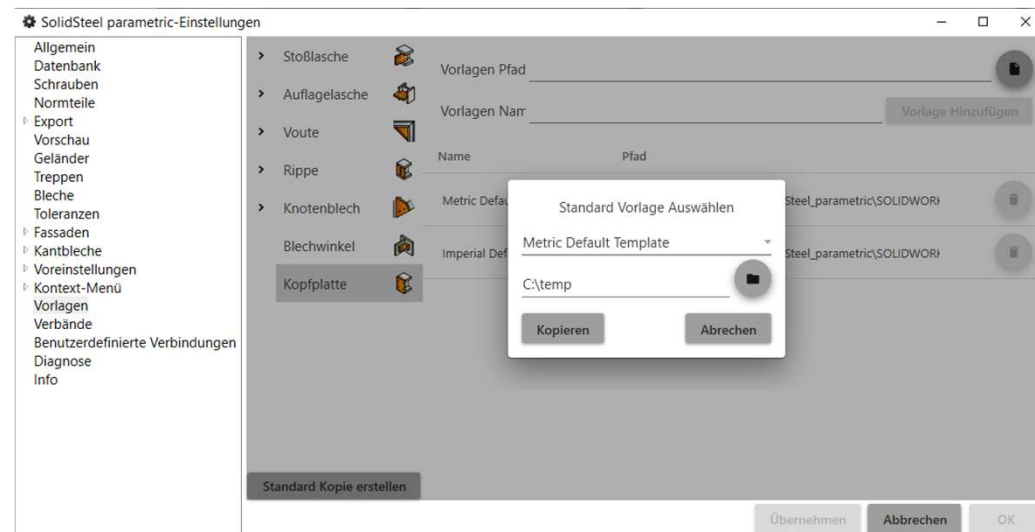 SolidSteel parametric-Einstellungen
Allgemein
Datenbank
Schrauben
Normteile
Export
Vorschau
Geländer
Treppen
Bleche
Toleranzen
Fassaden
Kantbleche
Voreinstellungen
Kontext-Menü
Vorlagen
Verbände
Benutzerdefinierte Verbindungen
Diagnose
Info
Stoßlasche
Auflagelasche
Voute
Rippe
Knotenblech
Blechwinkel
Kopfplatte
Standard Kopie erstellen
Vorlagen Pfad
Vorlagen Nam
Vorlage Hinzufügen
Name Pfad
Metric Defau Steel_parametric\SOLIDWOR
Imperial Def Steel_parametric\SOLIDWOR
Standard Vorlage Auswählen
Metric Default Template
C:\temp
Kopieren Abrechen
Übernehmen Abbrechen OK